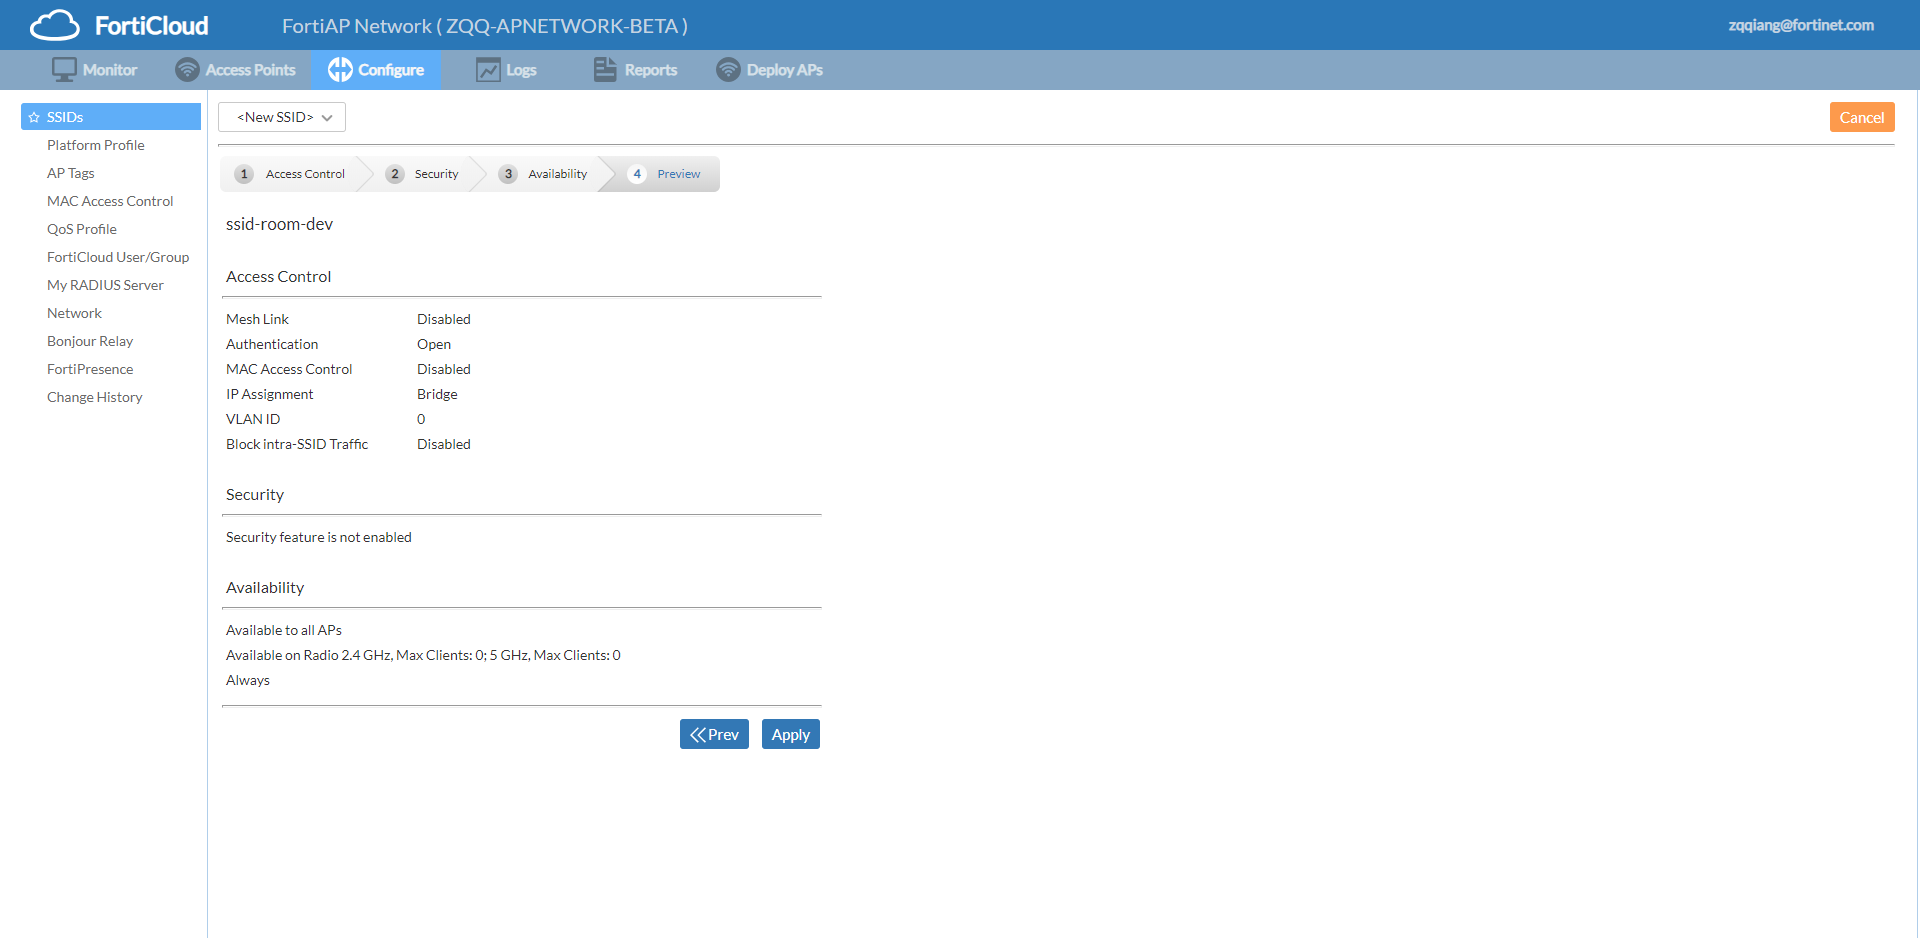 FortiCloud
FortiAP Network ( ZQQ-APNETWORK-BETA )
zqqiang@fortinet.com
Monitor
Access Points
Configure
Logs
Reports
Deploy APs
SSIDs
Platform Profile
AP Tags
MAC Access Control
QoS Profile
FortiCloud User/Group
My RADIUS Server
Network
Bonjour Relay
FortiPresence
Change History
<New SSID>
Cancel
1 Access Control
2 Security
3 Availability
4 Preview
ssid-room-dev
Access Control
Mesh Link Disabled
Authentication Open
MAC Access Control Disabled
IP Assignment Bridge
VLAN ID 0
Block intra-SSID Traffic Disabled
Security
Security feature is not enabled
Availability
Available to all APs
Available on Radio 2.4 GHz, Max Clients: 0; 5 GHz, Max Clients: 0
Always
Prev
Apply